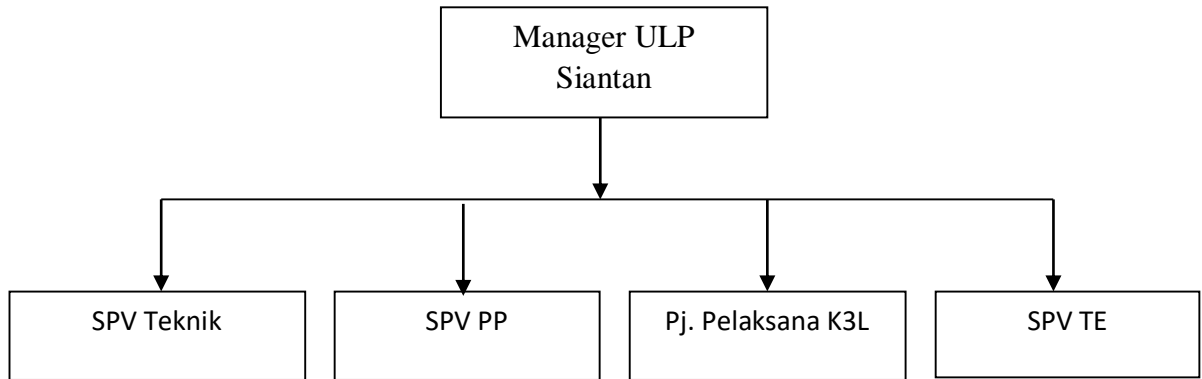 Manager ULP
Siantan
SPV Teknik
SPV PP
Pj. Pelaksana K3L
SPV TE